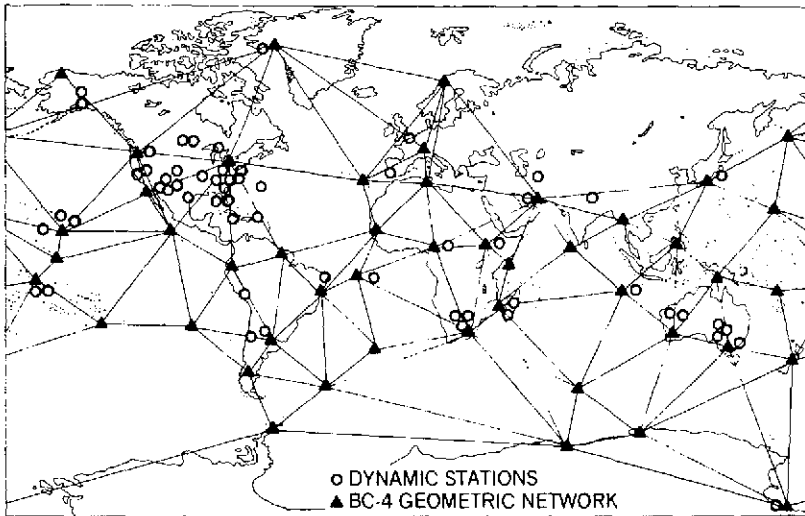 ○ DYNAMIC STATIONS
▲ BC-4 GEOMETRIC NETWORK